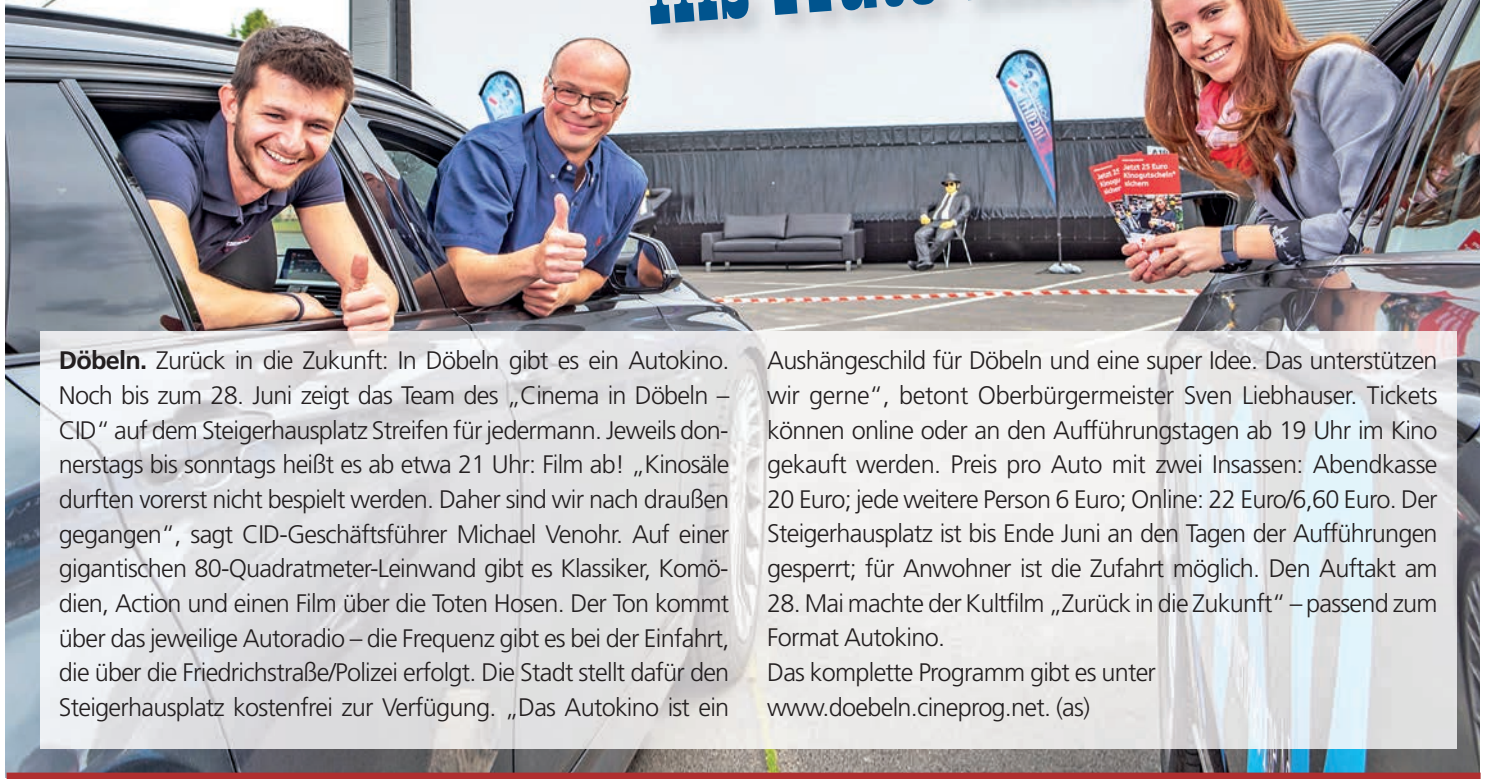 Jetzt 25 Euro
Kinogutschein*
sichern
Döbeln. Zurück in die Zukunft: In Döbeln gibt es ein Autokino.
Noch bis zum 28. Juni zeigt das Team des „Cinema in Döbeln –
CID“ auf dem Steigerhausplatz Streifen für jedermann. Jeweils don-
nerstags bis sonntags heißt es ab etwa 21 Uhr: Film ab! „Kinosäle
durften vorerst nicht bespielt werden. Daher sind wir nach draußen
gegangen“, sagt CID-Geschäftsführer Michael Venohr. Auf einer
gigantischen 80-Quadratmeter-Leinwand gibt es Klassiker, Komö-
dien, Action und einen Film über die Toten Hosen. Der Ton kommt
über das jeweilige Autoradio – die Frequenz gibt es bei der Einfahrt,
die über die Friedrichstraße/Polizei erfolgt. Die Stadt stellt dafür den
Steigerhausplatz kostenfrei zur Verfügung. „Das Autokino ist ein
Aushängeschild für Döbeln und eine super Idee. Das unterstützen
wir gerne“, betont Oberbürgermeister Sven Liebhauser. Tickets
können online oder an den Aufführungstagen ab 19 Uhr im Kino
gekauft werden. Preis pro Auto mit zwei Insassen: Abendkasse
20 Euro; jede weitere Person 6 Euro; Online: 22 Euro/6,60 Euro. Der
Steigerhausplatz ist bis Ende Juni an den Tagen der Aufführungen
gesperrt; für Anwohner ist die Zufahrt möglich. Den Auftakt am
28. Mai machte der Kultfilm „Zurück in die Zukunft“ – passend zum
Format Autokino.
Das komplette Programm gibt es unter
www.doebeln.cineprog.net. (as)